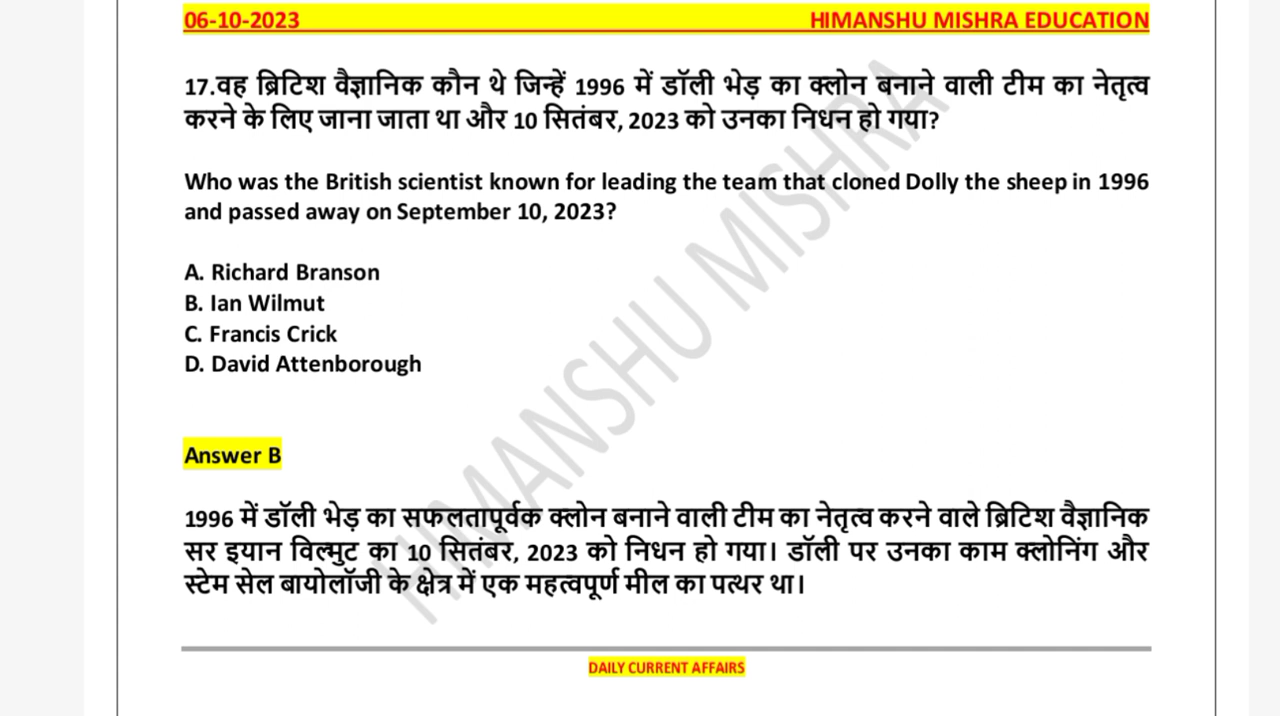 06-10-2023 HIMANSHU MISHRA EDUCATION
17.वह ब्रिटिश वैज्ञानिक कौन थे जिन्हें 1996 में डॉली भेड़ का क्लोन बनाने वाली टीम का नेतृत्व
करने के लिए जाना जाता था और 10 सितंबर, 2023 को उनका निधन हो गया?
Who was the British scientist known for leading the team that cloned Dolly the sheep in 1996
and passed away on September 10, 2023?
A. Richard Branson
B. Ian Wilmut
C. Francis Crick
D. David Attenborough
HIMANSHU MISHRA
Answer B
1996 में डॉली भेड़ का सफलतापूर्वक क्लोन बनाने वाली टीम का नेतृत्व करने वाले ब्रिटिश वैज्ञानिक
सर इयान विल्मुट का 10 सितंबर, 2023 को निधन हो गया। डॉली पर उनका काम क्लोनिंग और
स्टेम सेल बायोलॉजी के क्षेत्र में एक महत्वपूर्ण मील का पत्थर था।
DAILY CURRENT AFFAIRS